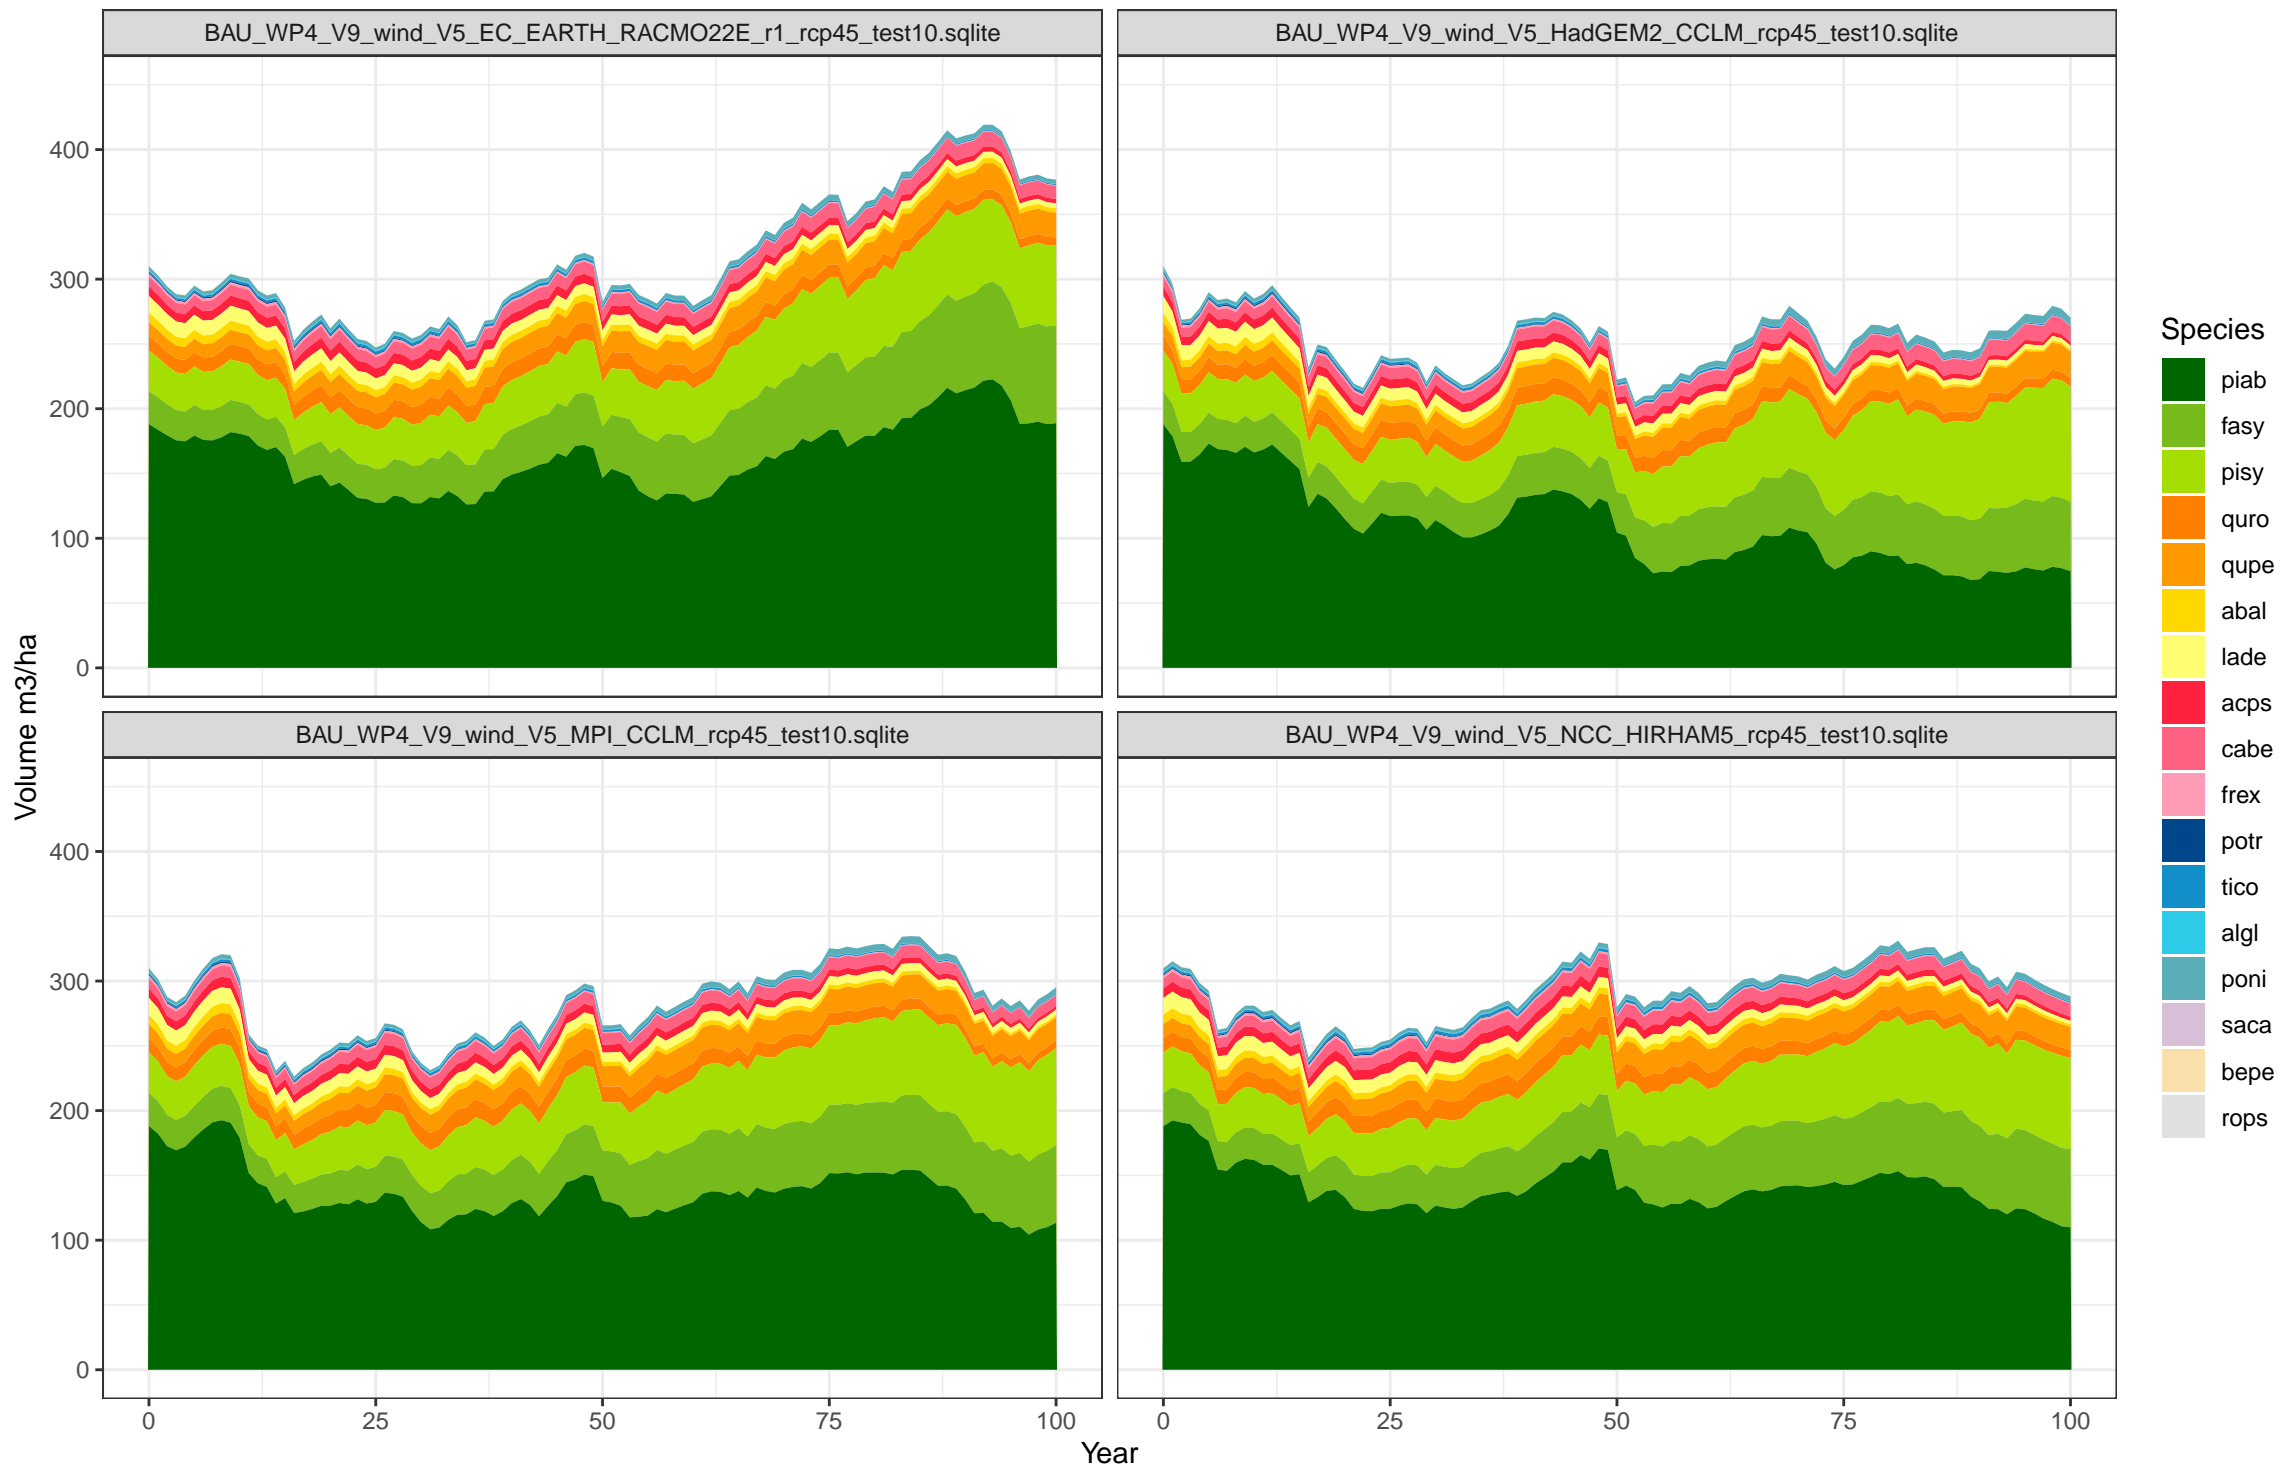 BAU_WP4_V9_wind_V5_EC_EARTH_RACMO22E_r1_rcp45_test10.sqlite
BAU_WP4_V9_wind_V5_HadGEM2_CCLM_rcp45_test10.sqlite
400
300
200
100
0
BAU_WP4_V9_wind_V5_MPI_CCLM_rcp45_test10.sqlite
BAU_WP4_V9_wind_V5_NCC_HIRHAM5_rcp45_test10.sqlite
400
300
200
100
0
Volume m3/ha
0 25 50 75 100
0 25 50 75 100
Year
Species
piab
fasy
pisy
quro
qupe
abal
lade
acps
cabe
frex
potr
tico
algl
poni
saca
bepe
rops